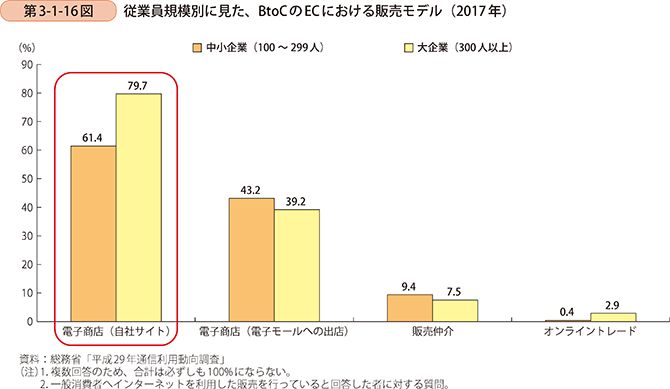 第3-1-16図 従業員規模別に見た、BtoCのECにおける販売モデル（2017年）
（%） 中小企業（100～299人） 大企業（300人以上）
90
80
70
60
50
40
30
20
10
0
61.4 79.7
43.2 39.2
9.4 7.5
0.4 2.9
電子商店（自社サイト） 電子商店（電子モールへの出店） 販売仲介 オンライントレード
資料：総務省「平成29年通信利用動向調査」
（注）1. 複数回答のため、合計は必ずしも100％にならない。
2. 一般消費者へインターネットを利用した販売を行っていると回答した者に対する質問。